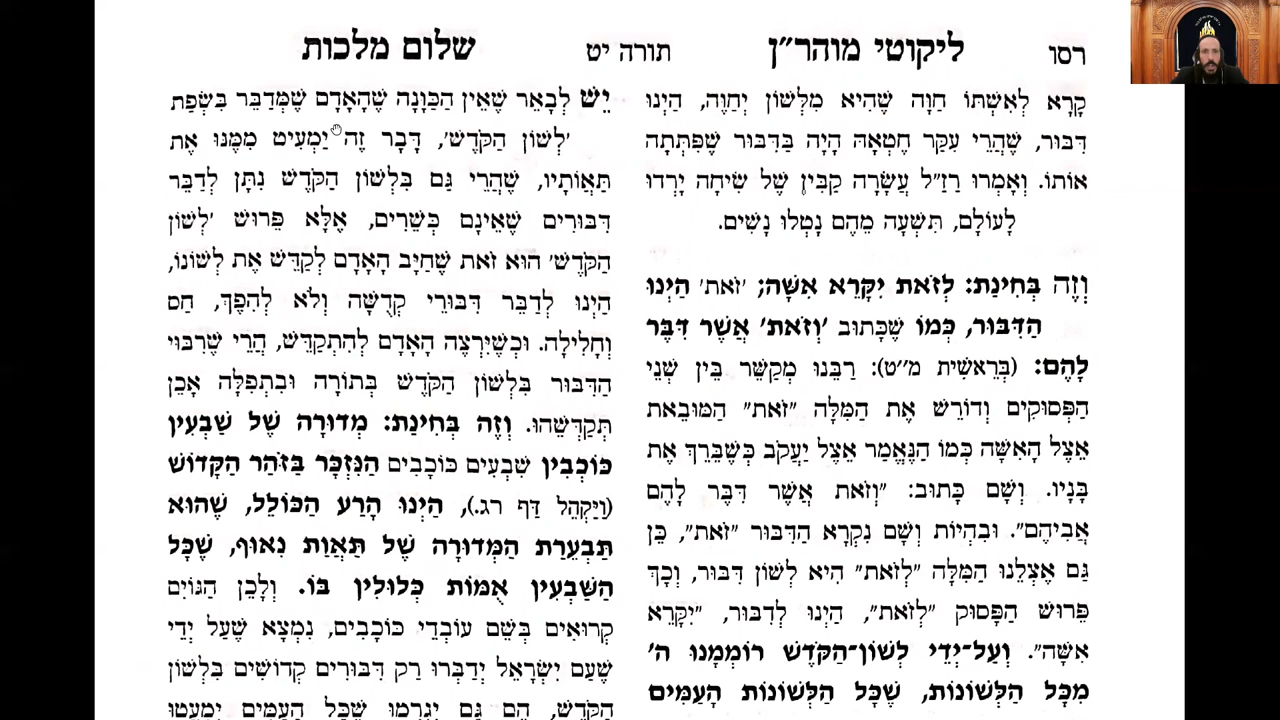 רסו
ליקוטי מוהר״ן
תורה יט
שלום מלכות
קָרָא לְאִשְׁתּוֹ חַוָּה שֶׁהִיא מִלְּשׁוֹן יְחַוֶּה, הַיְנוּ
דִּבּוּר, שֶׁהֲרֵי עִקַּר חֶטְאָהּ הָיָה בַּדִּבּוּר שֶׁפִּתְּתָה
אוֹתוֹ. וְאָמְרוּ רַזַ״ל עֲשָׂרָה קַבִּין שֶׁל שִׂיחָה יָרְדוּ
לָעוֹלָם, תִּשְׁעָה מֵהֶם נָטְלוּ נָשִׁים.
וְזֶה בְּחִינַת: לְזֹאת יִקָּרֵא אִשָּׁה; 'זֹאת' הַיְנוּ
הַדִּבּוּר, כְּמוֹ שֶׁכָּתוּב 'וְזֹאת' אֲשֶׁר דִּבֶּר
לָהֶם: (בְּרֵאשִׁית מ״ט): רַבֵּנוּ מְקַשֵּׁר בֵּין שְׁנֵי
הַפְּסוּקִים וְדוֹרֵשׁ אֶת הַמִּלָּה ״זֹאת״ הַמּוּבֵאת
אֵצֶל הָאִשָּׁה כְּמוֹ הַנֶּאֱמַר אֵצֶל יַעֲקֹב כְּשֶׁבֵּרֵךְ אֶת
בָּנָיו. וְשָׁם כָּתוּב: ״וְזֹאת אֲשֶׁר דִּבֶּר לָהֶם
אֲבִיהֶם״. וּבִהְיוֹת וְשָׁם נִקְרָא הַדִּבּוּר ״זֹאת״, כֵּן
גַּם אֶצְלֵנוּ הַמִּלָּה ״לְזֹאת״ הִיא לְשׁוֹן דִּבּוּר, וְכָךְ
פֵּרוּשׁ הַפָּסוּק ״לְזֹאת״, הַיְנוּ לְדִבּוּר, ״יִקָּרֵא
אִשָּׁה״. וְעַל־יְדֵי לְשׁוֹן־הַקֹּדֶשׁ רוֹמְמָנוּ ה'
מִכָּל הַלְּשׁוֹנוֹת, שֶׁכָּל הַלְּשׁוֹנוֹת הָעַמִּים
יֵשׁ לְבָאֵר שֶׁאֵין הַכַּוָּנָה שֶׁהָאָדָם שֶׁמְּדַבֵּר בִּשְׂפַת
'לְשׁוֹן הַקֹּדֶשׁ', דָּבָר זֶה יַמְעִיט מִמֶּנּוּ אֶת
תַּאֲווֹתָיו, שֶׁהֲרֵי גַּם בִּלְשׁוֹן הַקֹּדֶשׁ נִתָּן לְדַבֵּר
דִּבּוּרִים שֶׁאֵינָם כְּשֵׁרִים, אֶלָּא פֵּרוּשׁ 'לְשׁוֹן
הַקֹּדֶשׁ' הוּא זֹאת שֶׁחַיָּב הָאָדָם לְקַדֵּשׁ אֶת לְשׁוֹנוֹ,
הַיְנוּ לְדַבֵּר דִּבּוּרֵי קְדֻשָּׁה וְלֹא לְהֶפֶךְ, חַס
וְחָלִילָה. וּכְשֶׁיִּרְצֶה הָאָדָם לְהִתְקַדֵּשׁ, הֲרֵי שֶׁרִבּוּי
הַדִּבּוּר בִּלְשׁוֹן הַקֹּדֶשׁ בְּתוֹרָה וּבִתְפִלָּה אָכֵן
תְּקַדְּשֵׁהוּ. וְזֶה בְּחִינַת: מְדוּרָה שֶׁל שַׁבְעִין
כּוֹכְבִין שִׁבְעִים כּוֹכָבִים הַנִּזְכָּר בַּזֹּהַר הַקָּדוֹשׁ
(וַיַּקְהֵל דַּף רג.), הַיְנוּ הָרַע הַכּוֹלֵל, שֶׁהוּא
תַּבְעֵרַת הַמְּדוּרָה שֶׁל תַּאֲוַת נִאוּף, שֶׁכָּל
הַשַּׁבְעִין אֻמּוֹת כְּלוּלִין בּוֹ. וְלָכֵן הַגּוֹיִם
קְרוּאִים בְּשֵׁם עוֹבְדֵי כּוֹכָבִים, נִמְצָא שֶׁעַל יְדֵי
שֶׁעַם יִשְׂרָאֵל יְדַבְּרוּ רַק דִּבּוּרִים קְדוֹשִׁים בִּלְשׁוֹן
הַקֹּדֶשׁ, הֵם גַּם יִגְרְמוּ שֶׁכָּל הָעַמִּים יְמַעֲטוּ